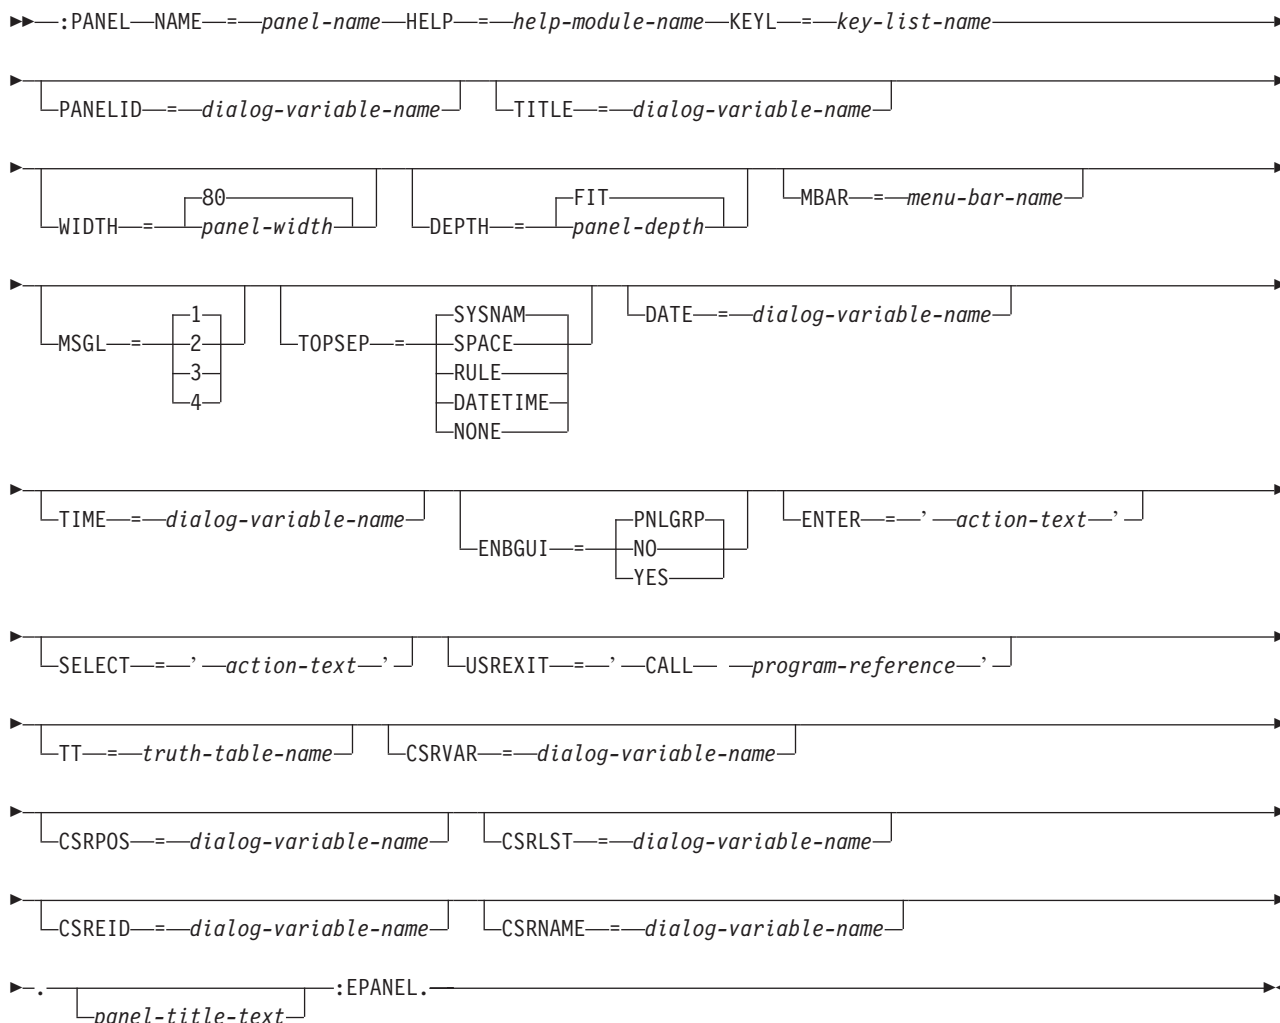 :PANEL NAME = panel-name HELP = help-module-name KEYL = key-list-name
PANELID = dialog-variable-name TITLE = dialog-variable-name
80 FIT MBAR = menu-bar-name
WIDTH = panel-width DEPTH = panel-depth
1 SYSNAM DATE = dialog-variable-name
MSGL = 2 TOPSEP = SPACE
3 RULE
4 DATETIME
NONE
TIME = dialog-variable-name PNLGRP ENTER = ’ action-text ’
ENBGUI = NO
YES
SELECT = ’ action-text ’ USREXIT = ’ CALL program-reference ’
TT = truth-table-name CSRVAR = dialog-variable-name
CSRPOS = dialog-variable-name CSRLST = dialog-variable-name
CSREID = dialog-variable-name CSRNAME = dialog-variable-name
. :EPANEL.
panel-title-text